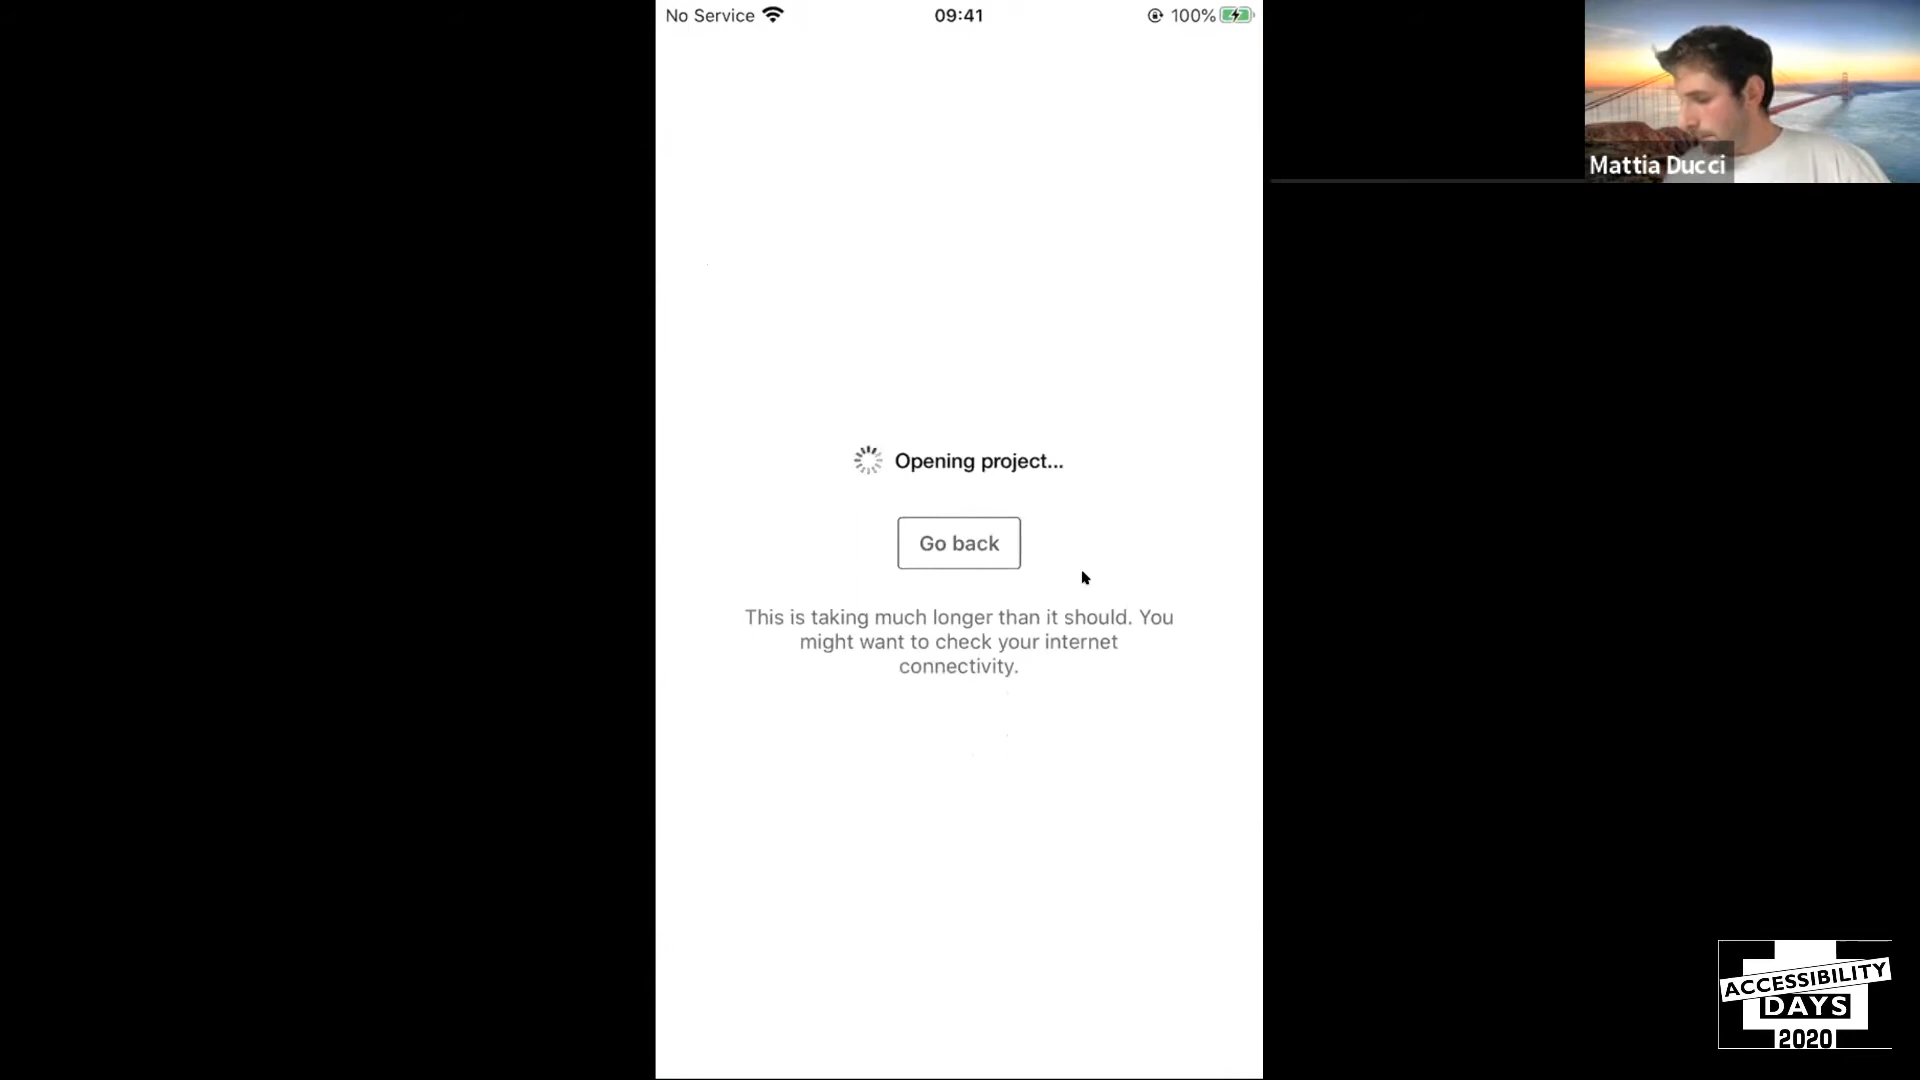 No Service
09:41
100%
Mattia Ducci
Opening project...
Go back
This is taking much longer than it should. You
might want to check your internet
connectivity.
ACCESSIBILITY
DAYS
2020